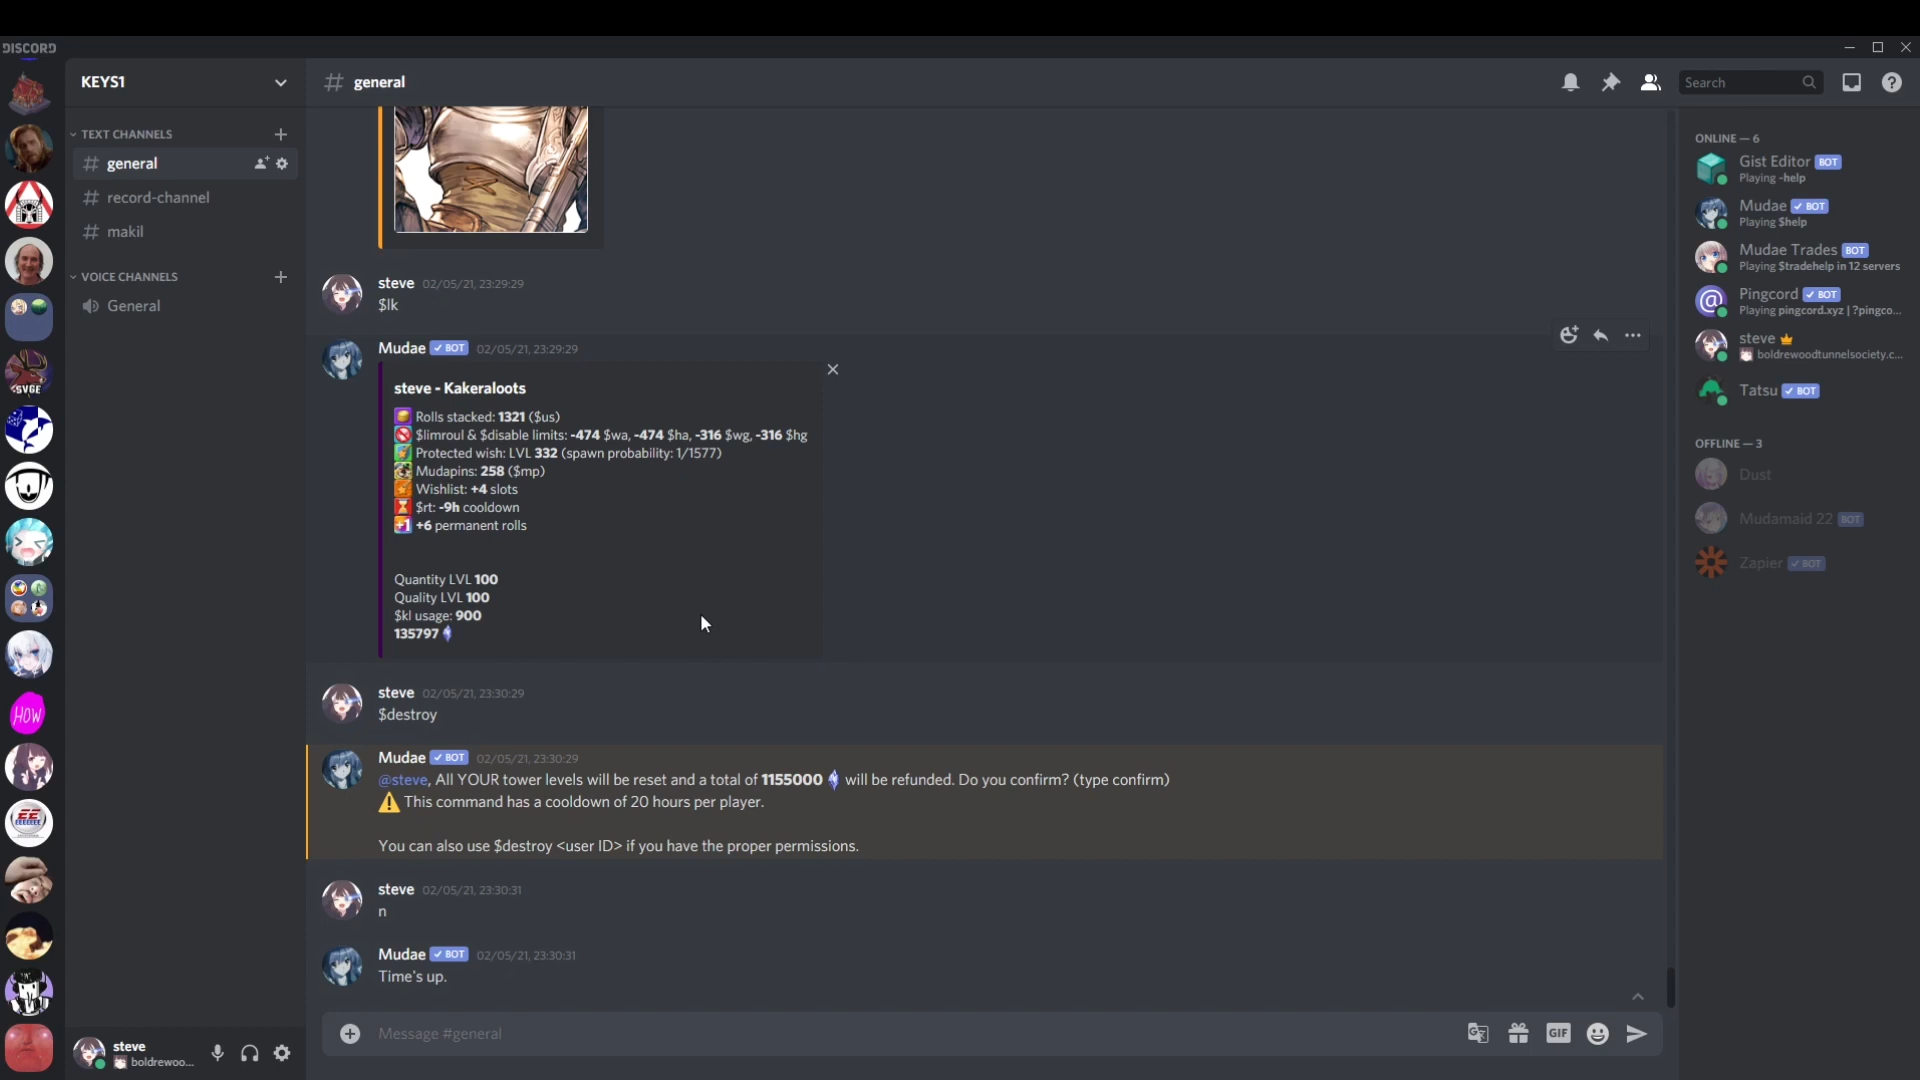 DISCORD
KEYS1
# general
Search
TEXT CHANNELS
# general
# record-channel
# makil
VOICE CHANNELS
General
steve 02/05/21, 23:29:29
$lk
Mudae ✓ BOT 02/05/21, 23:29:29
steve - Kakeraloots
Rolls stacked: 1321 ($us)
$limroul & $disable limits: -474 $wa, -474 $ha, -316 $wg, -316 $hg
Protected wish: LVL 332 (spawn probability: 1/1577)
Mudapins: 258 ($mp)
Wishlist: +4 slots
$rt: -9h cooldown
+1 +6 permanent rolls
Quantity LVL 100
Quality LVL 100
$kl usage: 900
135797
steve 02/05/21, 23:30:29
$destroy
Mudae ✓ BOT 02/05/21, 23:30:29
@steve, All YOUR tower levels will be reset and a total of 1155000 will be refunded. Do you confirm? (type confirm)
⚠ This command has a cooldown of 20 hours per player.
You can also use $destroy <user ID> if you have the proper permissions.
steve 02/05/21, 23:30:31
n
Mudae ✓ BOT 02/05/21, 23:30:31
Time's up.
Message #general
GIF
ONLINE — 6
Gist Editor BOT
Playing -help
Mudae ✓ BOT
Playing $help
Mudae Trades BOT
Playing $tradehelp in 12 servers
Pingcord ✓ BOT
Playing pingcord.xyz | ?pingco...
steve
boldrewoodtunnelsociety.c...
Tatsu ✓ BOT
OFFLINE — 3
Dust
Mudamaid 22 BOT
Zapier ✓ BOT
SVGE
HOW
EE
steve
boldrewoo...